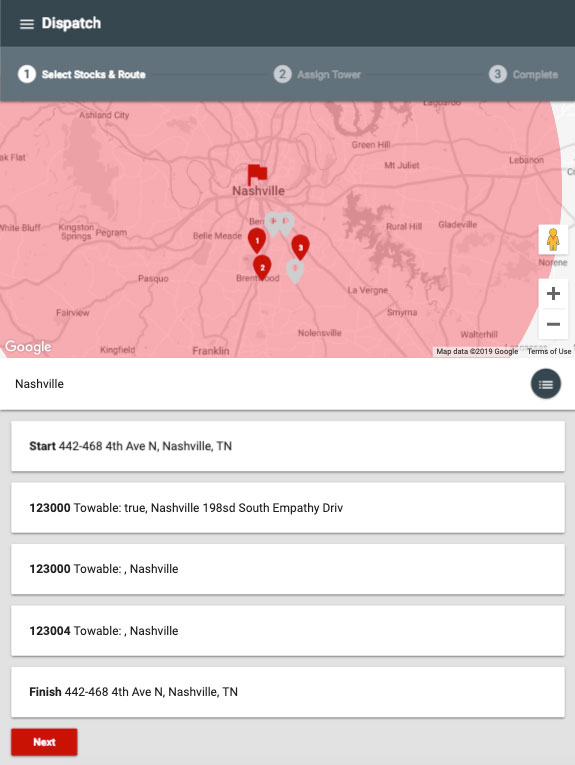 Dispatch
1 Select Stocks & Route
2 Assign Tower
3 Complete
Laguardo
Ashland City
Green Hill
ak Flat
Mt Juliet
Lebanon
Nashville
White Bluff
Kingston
Springs
Pegram
Belle Meade
Rural Hill
Gladeville
1
3
2
Norene
Pasquo
Brentwood
La Vergne
Fairview
Smyrna
Nolensville
Walterhill
Google
Kingfield
Franklin
Map data ©2019 Google
Terms of Use
Nashville
Start 442-468 4th Ave N, Nashville, TN
123000 Towable: true, Nashville 198sd South Empathy Driv
123000 Towable: , Nashville
123004 Towable: , Nashville
Finish 442-468 4th Ave N, Nashville, TN
Next